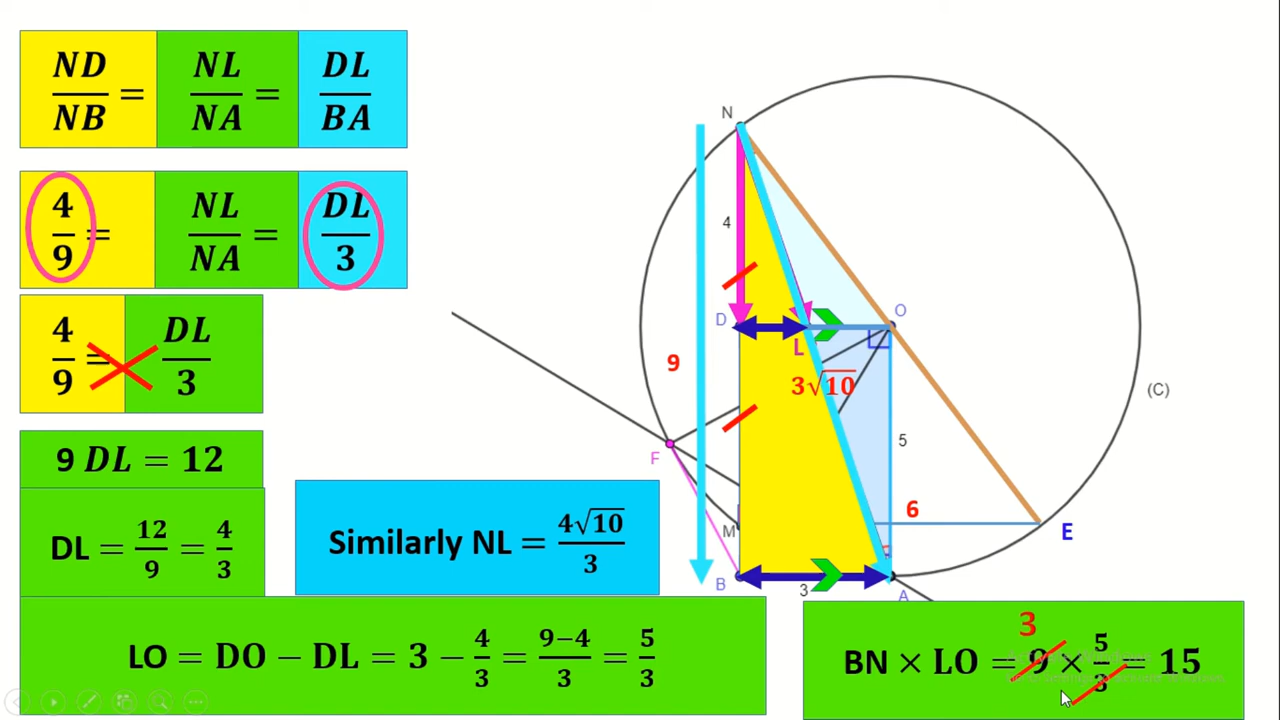 ND/NB = NL/NA = DL/BA
4/9 = NL/NA = DL/3
4/9 = DL/3
9 DL = 12
DL = 12/9 = 4/3
Similarly NL = 4√10/3
LO = DO − DL = 3 − 4/3 = 9−4/3 = 5/3
N
4
D
O
L
9
3√10
(C)
5
F
6
M
E
B
3
A
3
BN × LO = 9 × 5/3 = 15